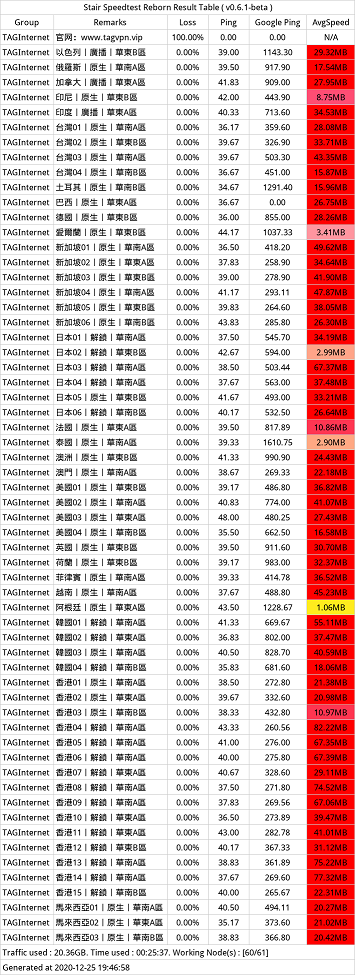 Stair Speedtest Reborn Result Table ( v0.6.1-beta )
Group Remarks Loss Ping Google Ping AvgSpeed
TAGInternet 官网：www.tagvpn.vip 100.00% 0.00 0.00 N/A
TAGInternet 以色列 | 廣播 | 華東B區 0.00% 39.00 1143.30 29.32MB
TAGInternet 俄羅斯 | 原生 | 華南A區 0.00% 39.50 917.90 17.54MB
TAGInternet 加拿大 | 廣播 | 華東A區 0.00% 41.83 909.00 27.95MB
TAGInternet 印尼 | 原生 | 華東B區 0.00% 42.00 443.90 8.75MB
TAGInternet 印度 | 廣播 | 華東A區 0.00% 40.33 713.60 34.53MB
TAGInternet 台灣01 | 原生 | 華南A區 0.00% 36.17 359.60 28.08MB
TAGInternet 台灣02 | 原生 | 華東B區 0.00% 39.67 326.90 33.71MB
TAGInternet 台灣03 | 原生 | 華南A區 0.00% 39.67 503.30 43.35MB
TAGInternet 台灣04 | 原生 | 華東B區 0.00% 36.67 451.00 15.87MB
TAGInternet 土耳其 | 原生 | 華南B區 0.00% 34.67 1291.40 15.96MB
TAGInternet 巴西 | 原生 | 華南A區 0.00% 36.67 0.00 26.75MB
TAGInternet 德國 | 原生 | 華南B區 0.00% 36.00 855.00 28.26MB
TAGInternet 愛爾蘭 | 原生 | 華東B區 0.00% 44.17 1037.33 3.41MB
TAGInternet 新加坡01 | 原生 | 華南A區 0.00% 36.50 418.20 49.62MB
TAGInternet 新加坡02 | 原生 | 華東A區 0.00% 37.83 258.90 34.64MB
TAGInternet 新加坡03 | 原生 | 華東B區 0.00% 39.00 278.90 41.90MB
TAGInternet 新加坡04 | 原生 | 華南A區 0.00% 41.17 293.11 47.87MB
TAGInternet 新加坡05 | 原生 | 華東B區 0.00% 39.83 264.60 38.05MB
TAGInternet 新加坡06 | 原生 | 華南B區 0.00% 43.83 285.80 26.30MB
TAGInternet 日本01 | 解鎖 | 華南A區 0.00% 37.50 545.70 34.19MB
TAGInternet 日本02 | 解鎖 | 華東B區 0.00% 42.67 594.00 2.99MB
TAGInternet 日本03 | 解鎖 | 華南A區 0.00% 38.50 503.44 67.37MB
TAGInternet 日本04 | 解鎖 | 華東A區 0.00% 37.67 563.00 37.48MB
TAGInternet 日本05 | 解鎖 | 華東B區 0.00% 41.67 493.00 33.21MB
TAGInternet 日本06 | 解鎖 | 華南B區 0.00% 40.17 532.50 26.64MB
TAGInternet 法國 | 原生 | 華東A區 0.00% 39.50 817.89 10.86MB
TAGInternet 泰國 | 原生 | 華南A區 0.00% 39.33 1610.75 2.90MB
TAGInternet 澳洲 | 原生 | 華東B區 0.00% 41.33 990.90 24.43MB
TAGInternet 澳門 | 原生 | 華南A區 0.00% 38.67 269.33 22.18MB
TAGInternet 美國01 | 原生 | 華東B區 0.00% 39.17 486.80 35.82MB
TAGInternet 美國02 | 原生 | 華南A區 0.00% 40.83 774.00 41.07MB
TAGInternet 美國03 | 原生 | 華東A區 0.00% 48.00 480.25 27.43MB
TAGInternet 美國04 | 原生 | 華南B區 0.00% 35.50 662.50 16.58MB
TAGInternet 英國 | 原生 | 華東B區 0.00% 39.50 911.60 30.70MB
TAGInternet 荷蘭 | 原生 | 華東B區 0.00% 39.17 983.00 32.37MB
TAGInternet 菲律賓 | 原生 | 華南A區 0.00% 39.33 414.78 35.52MB
TAGInternet 越南 | 原生 | 華南A區 0.00% 37.67 488.80 45.23MB
TAGInternet 阿根廷 | 原生 | 華東A區 0.00% 43.50 1228.67 1.06MB
TAGInternet 韓國01 | 解鎖 | 華南A區 0.00% 41.33 669.67 55.11MB
TAGInternet 韓國02 | 解鎖 | 華東A區 0.00% 36.83 802.00 37.47MB
TAGInternet 韓國03 | 原生 | 華南A區 0.00% 40.50 828.70 40.59MB
TAGInternet 韓國04 | 解鎖 | 華南B區 0.00% 35.83 681.60 18.06MB
TAGInternet 香港01 | 原生 | 華南B區 0.00% 38.50 272.80 21.38MB
TAGInternet 香港02 | 原生 | 華東A區 0.00% 39.67 332.60 20.98MB
TAGInternet 香港03 | 原生 | 華東B區 0.00% 38.33 432.80 10.97MB
TAGInternet 香港04 | 解鎖 | 華南A區 0.00% 43.33 260.56 82.22MB
TAGInternet 香港05 | 解鎖 | 華南A區 0.00% 41.00 276.00 67.35MB
TAGInternet 香港06 | 解鎖 | 華南A區 0.00% 40.00 275.80 67.39MB
TAGInternet 香港07 | 解鎖 | 華東A區 0.00% 40.67 328.60 29.11MB
TAGInternet 香港08 | 解鎖 | 華南A區 0.00% 37.50 271.80 74.52MB
TAGInternet 香港09 | 解鎖 | 華南A區 0.00% 37.83 269.56 67.06MB
TAGInternet 香港10 | 解鎖 | 華東A區 0.00% 36.50 273.89 39.47MB
TAGInternet 香港11 | 解鎖 | 華東A區 0.00% 43.00 282.78 41.01MB
TAGInternet 香港12 | 解鎖 | 華東B區 0.00% 40.17 367.33 31.12MB
TAGInternet 香港13 | 解鎖 | 華南A區 0.00% 38.83 361.89 75.22MB
TAGInternet 香港14 | 原生 | 華南A區 0.00% 37.67 269.60 77.32MB
TAGInternet 香港15 | 解鎖 | 華南B區 0.00% 40.00 265.67 22.31MB
TAGInternet 馬來西亞01 | 原生 | 華南B區 0.00% 40.50 494.11 20.27MB
TAGInternet 馬來西亞02 | 原生 | 華東A區 0.00% 35.17 373.60 21.02MB
TAGInternet 馬來西亞03 | 原生 | 華東B區 0.00% 38.83 366.80 20.42MB
Traffic used : 20.36GB. Time used : 00:25:37. Working Node(s) : [60/61]
Generated at 2020-12-25 19:46:58